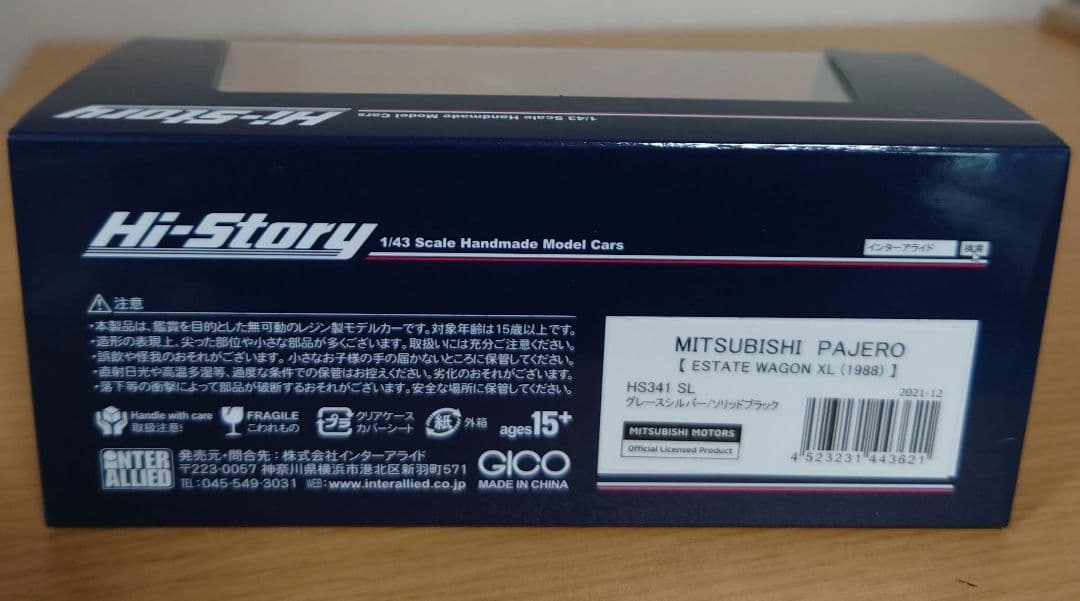 Hi-Story
1/43 Scale Handmade Model Cars
Hi-Story
1/43 Scale Handmade Model Cars
インターアライド 検索
注意
・本製品は、鑑賞を目的とした無可動のレジン製モデルカーです。対象年齢は15歳以上です。
・造形の表現上、尖った部位や小さな部品が多くございます。取扱いには充分ご注意ください。
・誤飲や怪我のおそれがございます。小さなお子様の手の届かないところに保管してください。
・直射日光や高温多湿等、過度な条件での保管はお控えください。劣化のおそれがございます。
・落下等の衝撃によって部品が破断するおそれがございます。安全な場所に保管してください。
Handle with care
取扱注意!
FRAGILE
こわれもの
プラ
クリアケース
カバーシート
紙
外箱
ages15+
INTER
ALLIED
発売元・問合先：株式会社インターアライド
〒223-0057 神奈川県横浜市港北区新羽町571
TEL:045-549-3031 WEB:www.interallied.co.jp
GICO
MADE IN CHINA
MITSUBISHI PAJERO
【 ESTATE WAGON XL (1988) 】
HS341 SL
2021-12
グレースシルバー/ソリッドブラック
MITSUBISHI MOTORS
Official Licensed Product
4 523231 443621